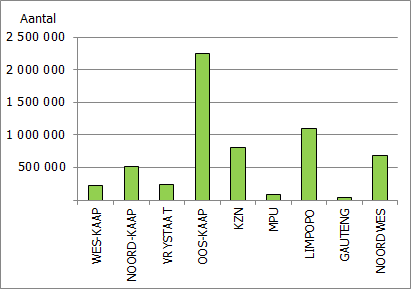 Aantal
2 500 000
2 000 000
1 500 000
1 000 000
500 000
WES-KAAP
NOORD-KAAP
VRYSTAAT
OOS-KAAP
KZN
MPU
LIMPOPO
GAUTENG
NOORDWES